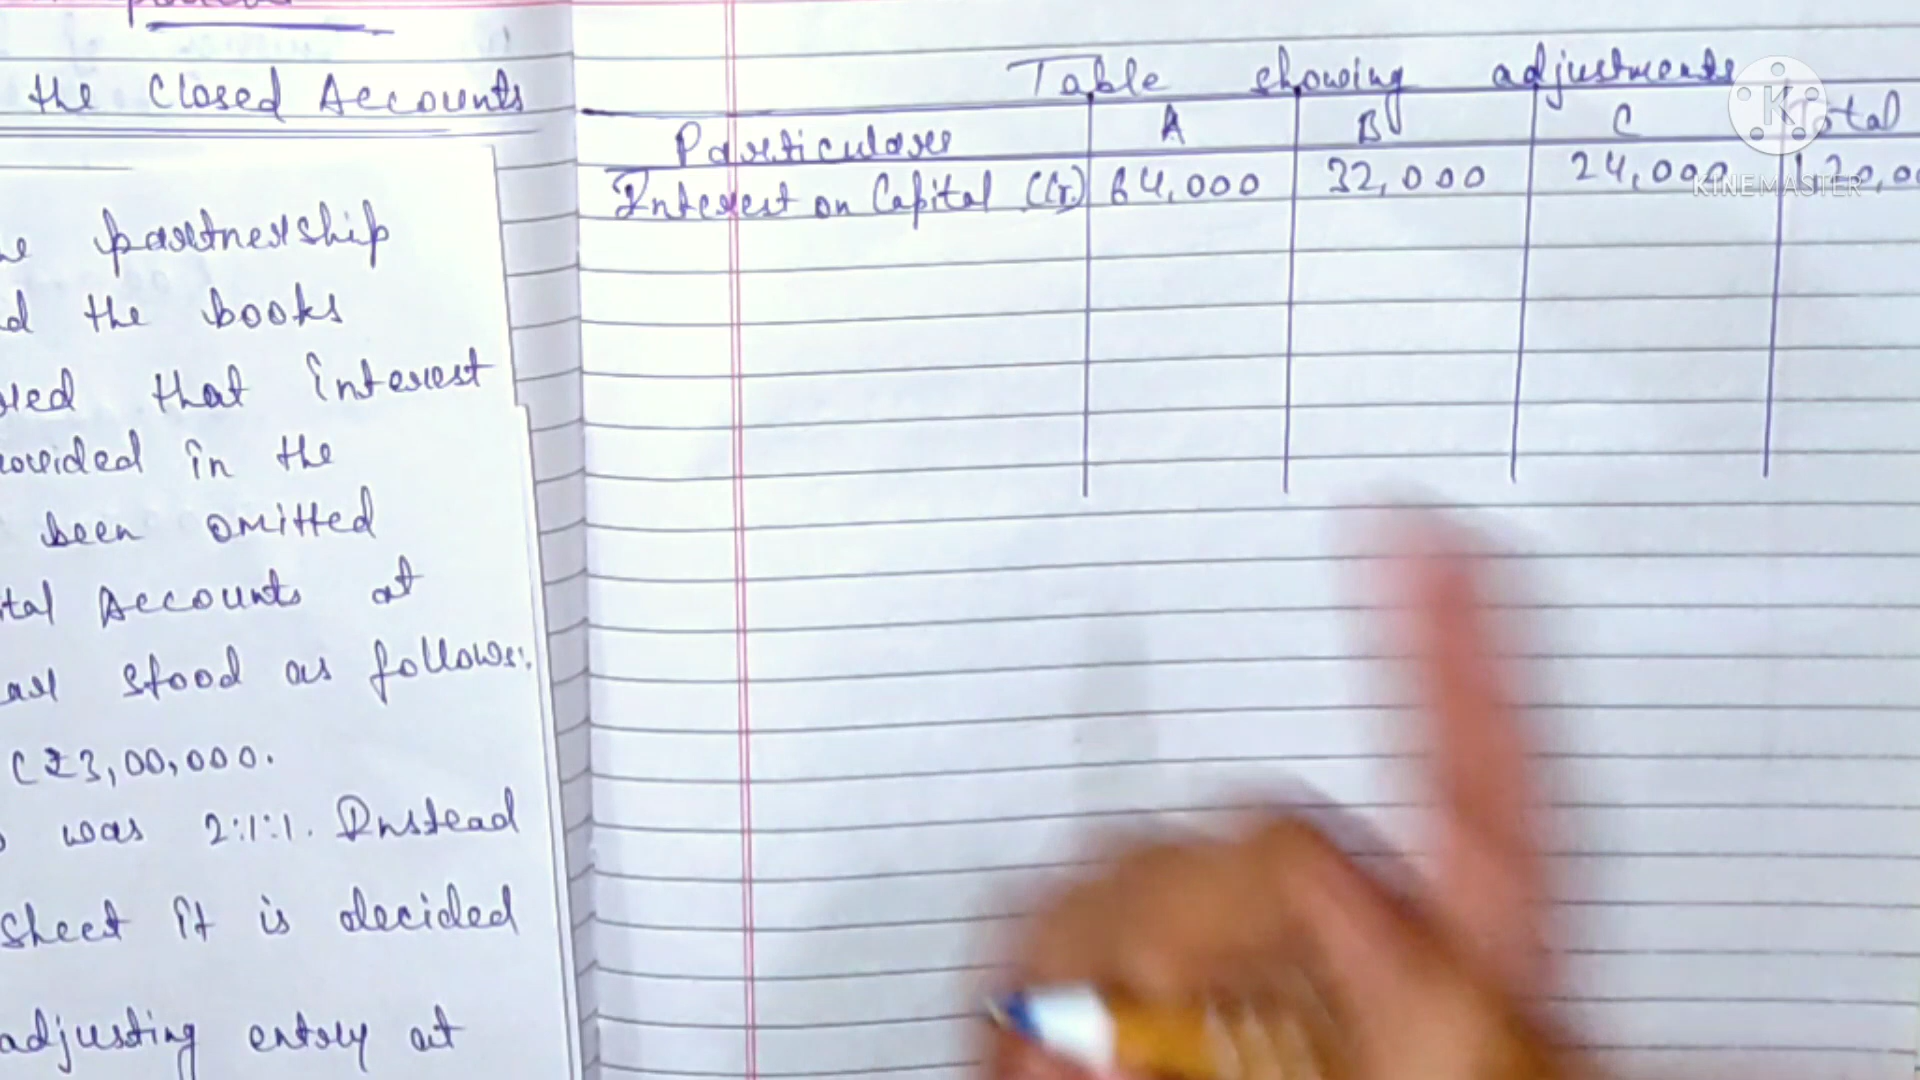 the Closed Accounts
partnership
the books
that interest
in the
been omitted
Accounts at
stood as follows:
C ₹3,00,000.
was 2:1:1. Instead
sheet it is decided
adjusting entry at
Table showing adjustments
Particulars A B C Total
Interest on Capital (Cr.) 64,000 32,000 24,000
KINEMASTER